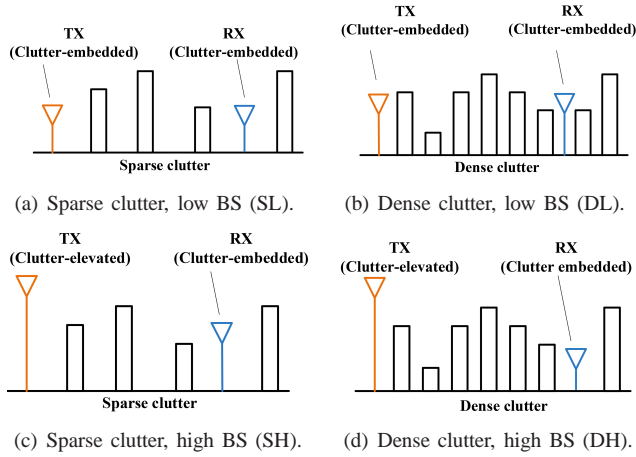 TX
(Clutter-embedded)
RX
(Clutter-embedded)
Sparse clutter
(a) Sparse clutter, low BS (SL).
TX
(Clutter-embedded)
RX
(Clutter-embedded)
Dense clutter
(b) Dense clutter, low BS (DL).
TX
(Clutter-elevated)
RX
(Clutter-embedded)
Sparse clutter
(c) Sparse clutter, high BS (SH).
TX
(Clutter-elevated)
RX
(Clutter embedded)
Dense clutter
(d) Dense clutter, high BS (DH).